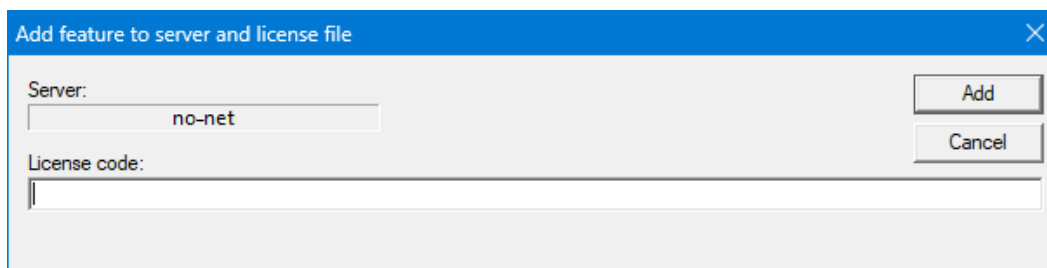 Add feature to server and license file
Server:
no-net
Add
Cancel
License code: